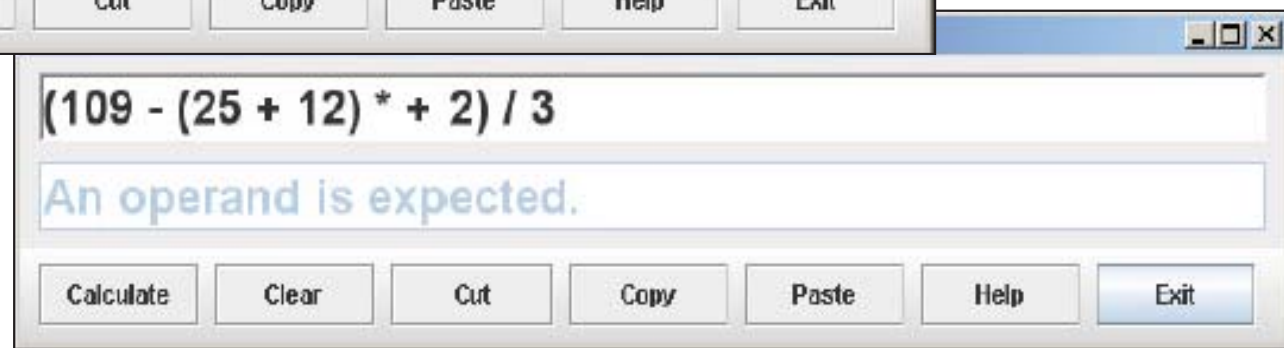 Cut Copy Paste Help Exit
(109 - (25 + 12) * + 2) / 3
An operand is expected.
Calculate Clear Cut Copy Paste Help Exit